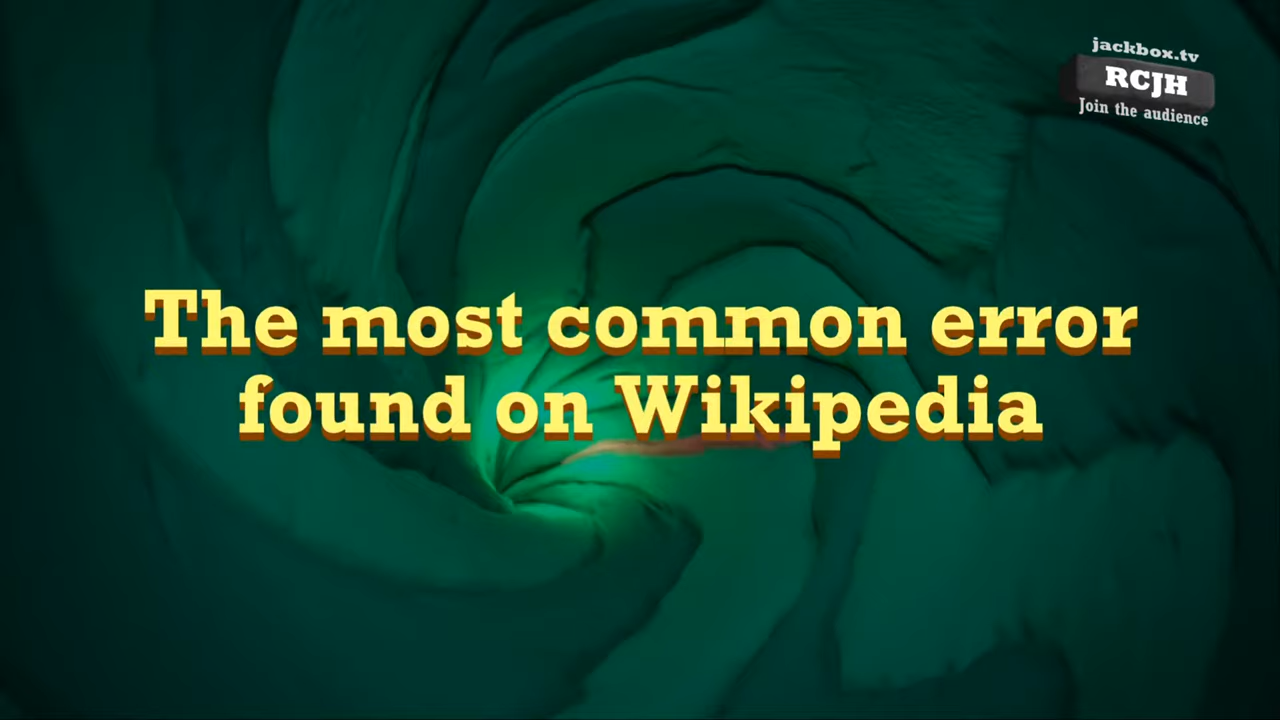 jackbox.tv
RCJH
Join the audience
The most common error
found on Wikipedia